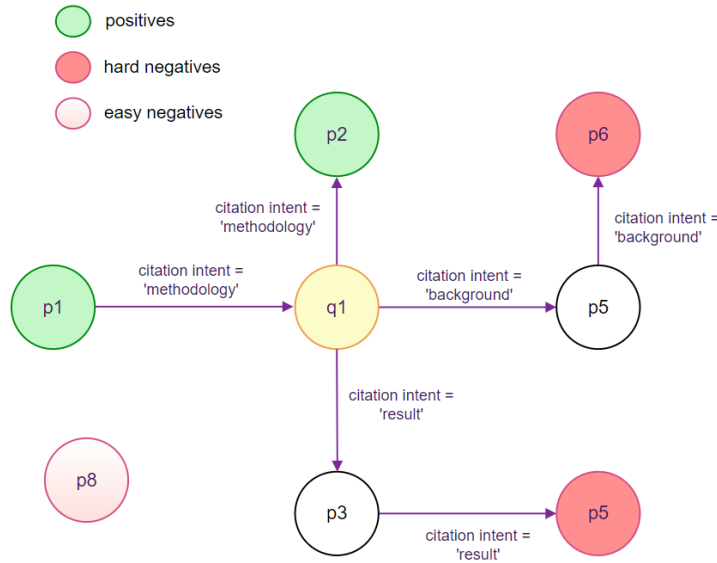 positives
hard negatives
easy negatives
p2
p6
citation intent =
'methodology'
citation intent =
'background'
citation intent =
'methodology'
citation intent =
'background'
p1
q1
p5
citation intent =
'result'
p8
p3
p5
citation intent =
'result'